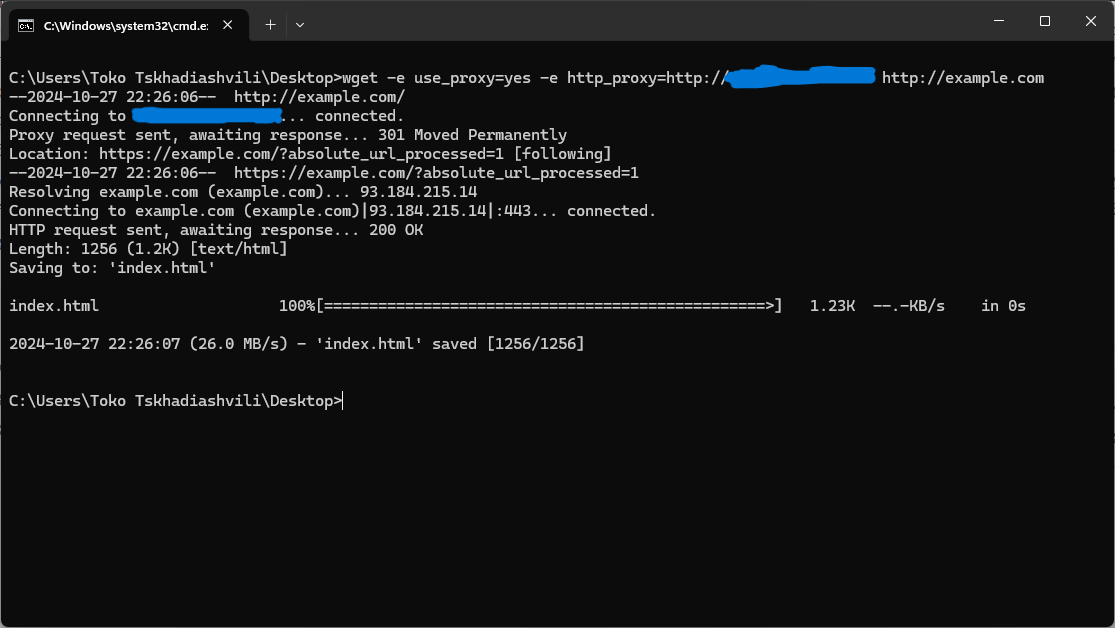 C:\Windows\system32\cmd.e:
C:\Users\Toko Tskhadiashvili\Desktop>wget -e use_proxy=yes -e http_proxy=http:// http://example.com
--2024-10-27 22:26:06--  http://example.com/
Connecting to ... connected.
Proxy request sent, awaiting response... 301 Moved Permanently
Location: https://example.com/?absolute_url_processed=1 [following]
--2024-10-27 22:26:06--  https://example.com/?absolute_url_processed=1
Resolving example.com (example.com)... 93.184.215.14
Connecting to example.com (example.com)|93.184.215.14|:443... connected.
HTTP request sent, awaiting response... 200 OK
Length: 1256 (1.2K) [text/html]
Saving to: 'index.html'
index.html                    100%[=================================================>]   1.23K  --.-KB/s    in 0s
2024-10-27 22:26:07 (26.0 MB/s) - 'index.html' saved [1256/1256]
C:\Users\Toko Tskhadiashvili\Desktop>